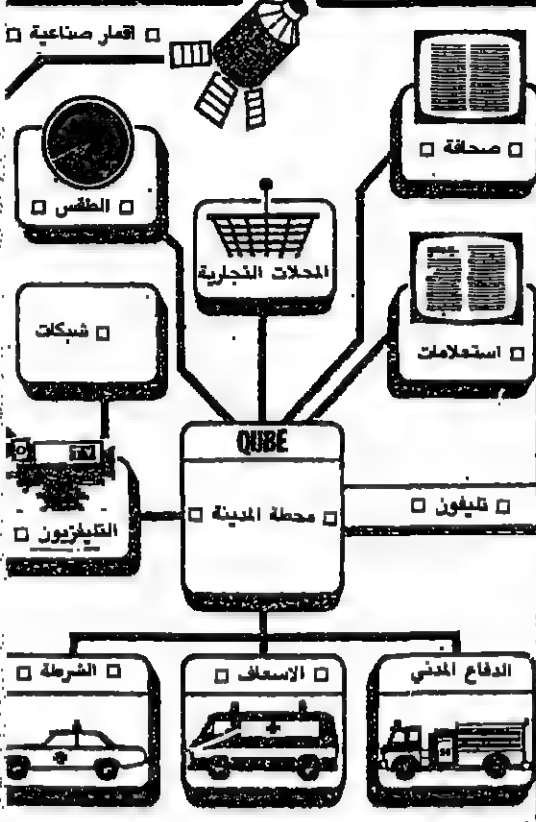 □ اقمار صناعية □
□ صحافة □
□ الطقس □
المحلات التجارية
□ شبكات
□ استعلامات
QUBE
□ محطة المدينة □
□ تليفون □
التليفزيون □
□ الشرطة □
□ الاسعاف □
الدفاع المدني